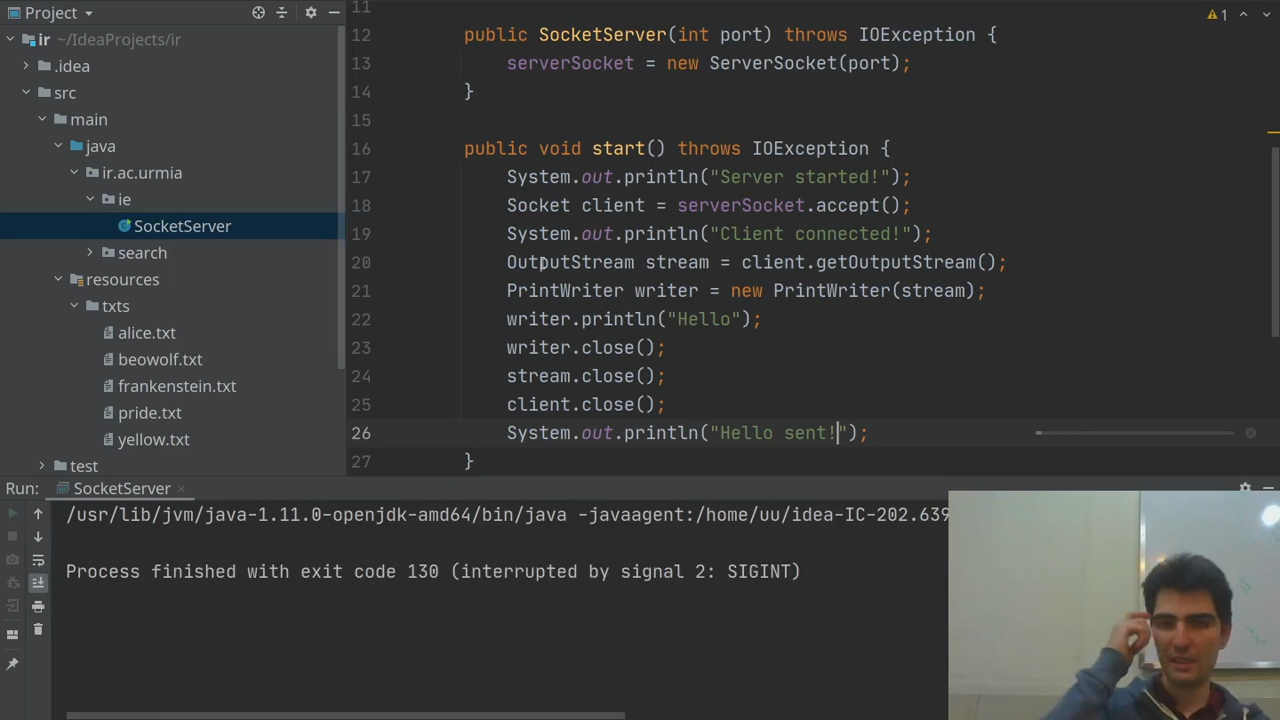 Project
ir ~/IdeaProjects/ir
.idea
src
main
java
ir.ac.urmia
ie
SocketServer
search
resources
txts
alice.txt
beowolf.txt
frankenstein.txt
pride.txt
yellow.txt
test
1
11
12 public SocketServer(int port) throws IOException {
13 serverSocket = new ServerSocket(port);
14 }
15
16 public void start() throws IOException {
17 System.out.println("Server started!");
18 Socket client = serverSocket.accept();
19 System.out.println("Client connected!");
20 OutputStream stream = client.getOutputStream();
21 PrintWriter writer = new PrintWriter(stream);
22 writer.println("Hello");
23 writer.close();
24 stream.close();
25 client.close();
26 System.out.println("Hello sent!");
27 }
Run: SocketServer
/usr/lib/jvm/java-1.11.0-openjdk-amd64/bin/java -javaagent:/home/uu/idea-IC-202.639
Process finished with exit code 130 (interrupted by signal 2: SIGINT)